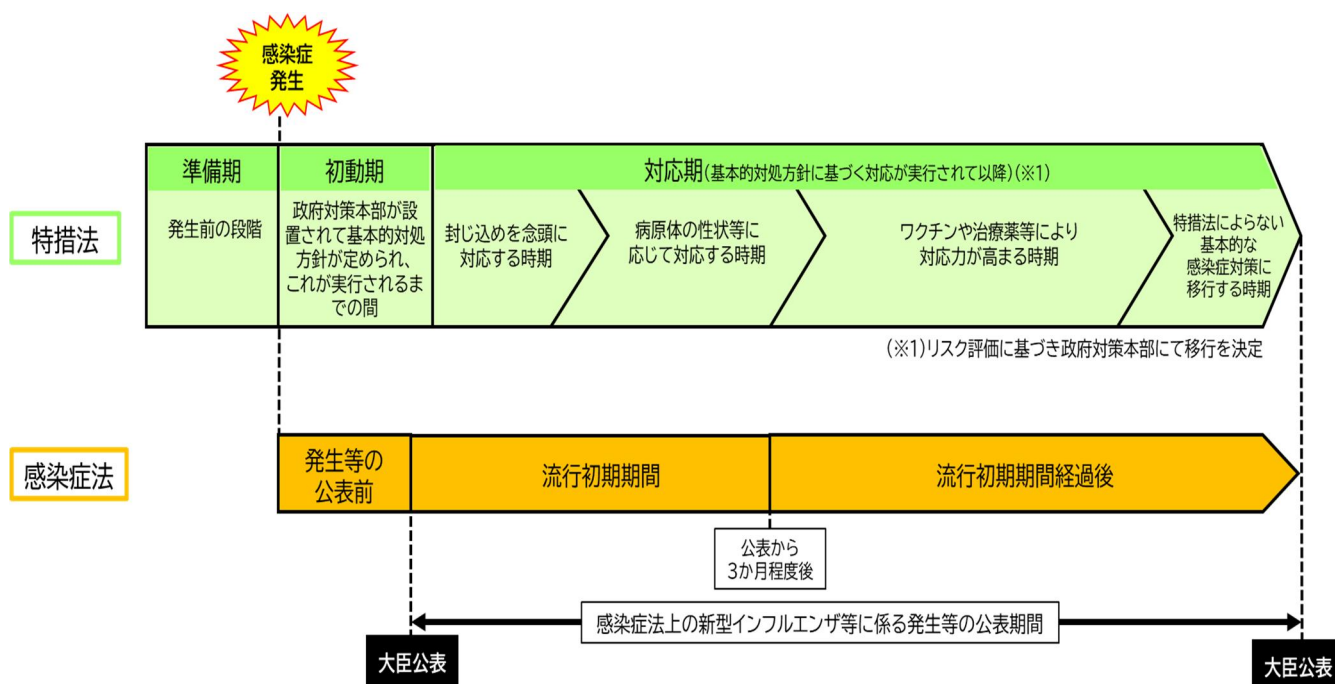 感染症
発生
準備期
初動期
対応期(基本的対処方針に基づく対応が実行されて以降)(※1)
特措法
発生前の段階
政府対策本部が設
置されて基本的対処
方針が定められ、
これが実行されるま
での間
封じ込めを念頭に
対応する時期
病原体の性状等に
応じて対応する時期
ワクチンや治療薬等により
対応力が高まる時期
特措法によらない
基本的な
感染症対策に
移行する時期
(※1)リスク評価に基づき政府対策本部にて移行を決定
感染症法
発生等の
公表前
流行初期期間
流行初期期間経過後
公表から
3か月程度後
感染症法上の新型インフルエンザ等に係る発生等の公表期間
大臣公表
大臣公表